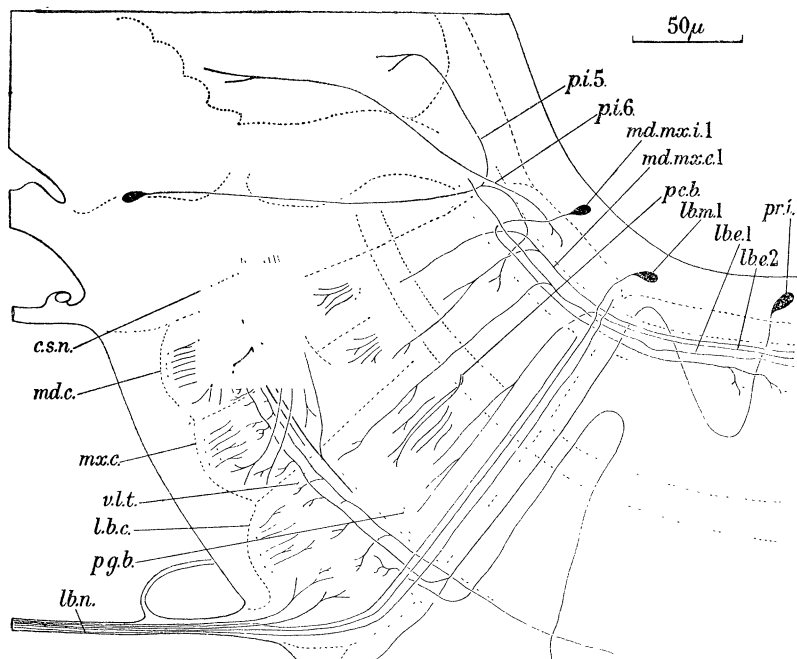 50μ
p.i.5.
p.i.6.
md.mx.i.1
md.mx.c.1
p.c.b.
lb.m.1
lb.e.1
lb.e.2
pr.i.
c.s.n.
md.c.
mx.c.
v.l.t.
l.b.c.
p.g.b.
lb.n.